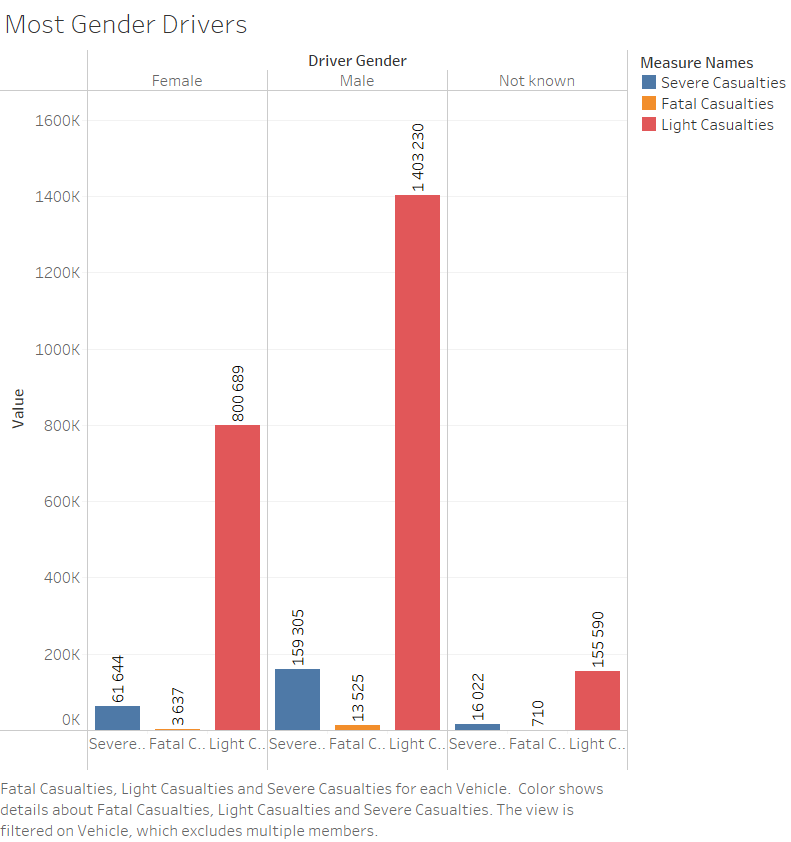 Most Gender Drivers
Driver Gender
Female Male Not known
Measure Names
Severe Casualties
Fatal Casualties
Light Casualties
Value
1600K
1400K
1200K
1000K
800K
600K
400K
200K
0K
61 644
3 637
800 689
159 305
13 525
1 403 230
16 022
710
155 590
Severe.. Fatal C.. Light C.. Severe.. Fatal C.. Light C.. Severe.. Fatal C.. Light C..
Fatal Casualties, Light Casualties and Severe Casualties for each Vehicle. Color shows
details about Fatal Casualties, Light Casualties and Severe Casualties. The view is
filtered on Vehicle, which excludes multiple members.